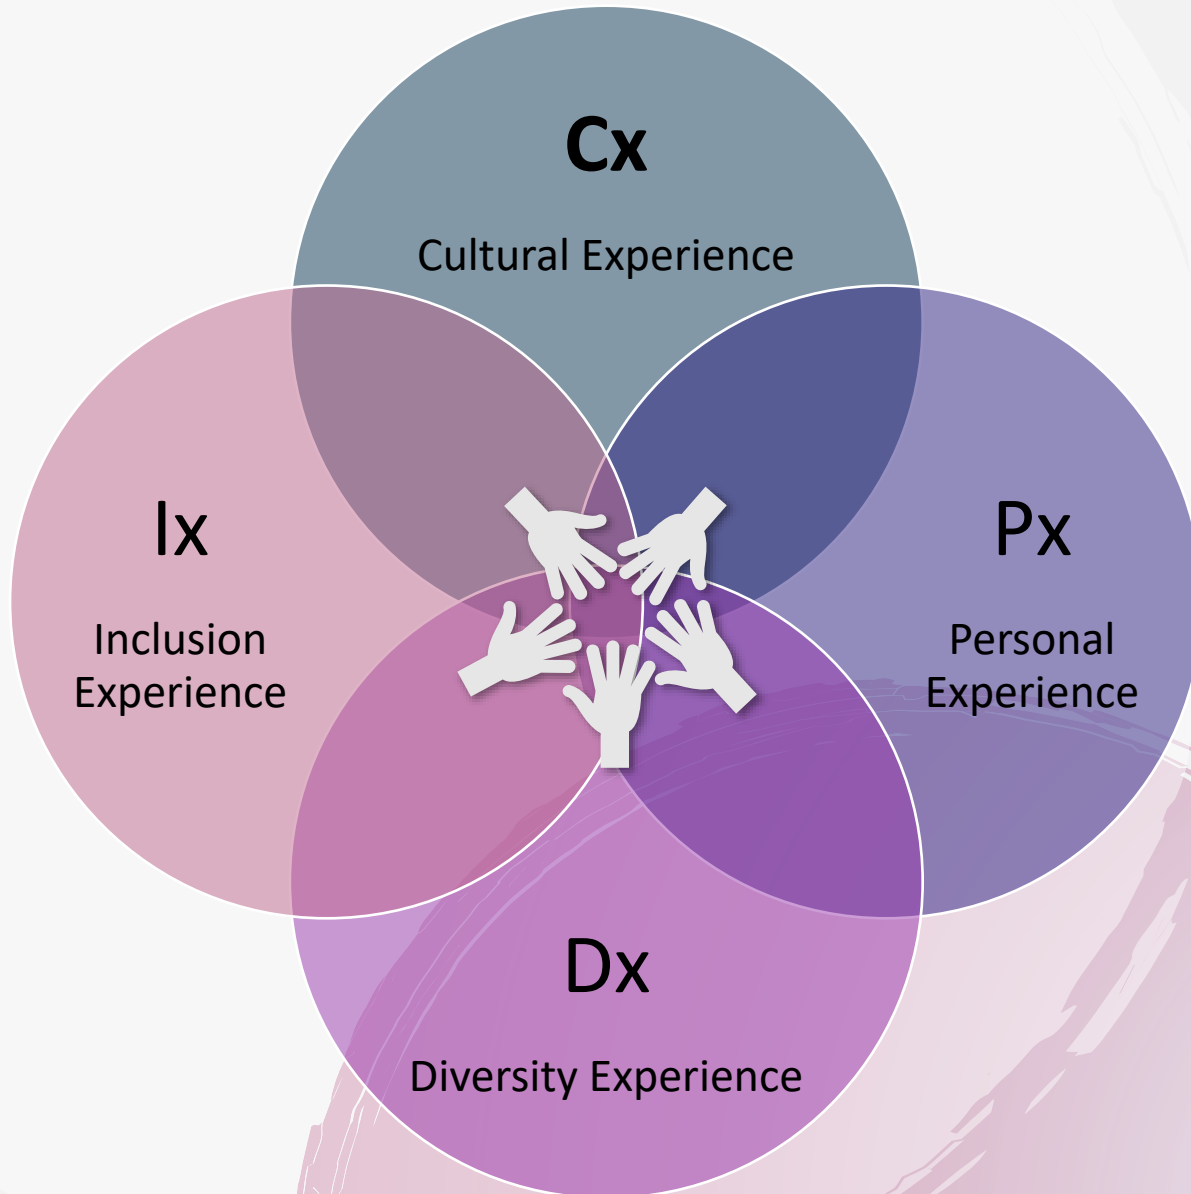 Cx
Cultural Experience
Ix
Inclusion
Experience
Px
Personal
Experience
Dx
Diversity Experience